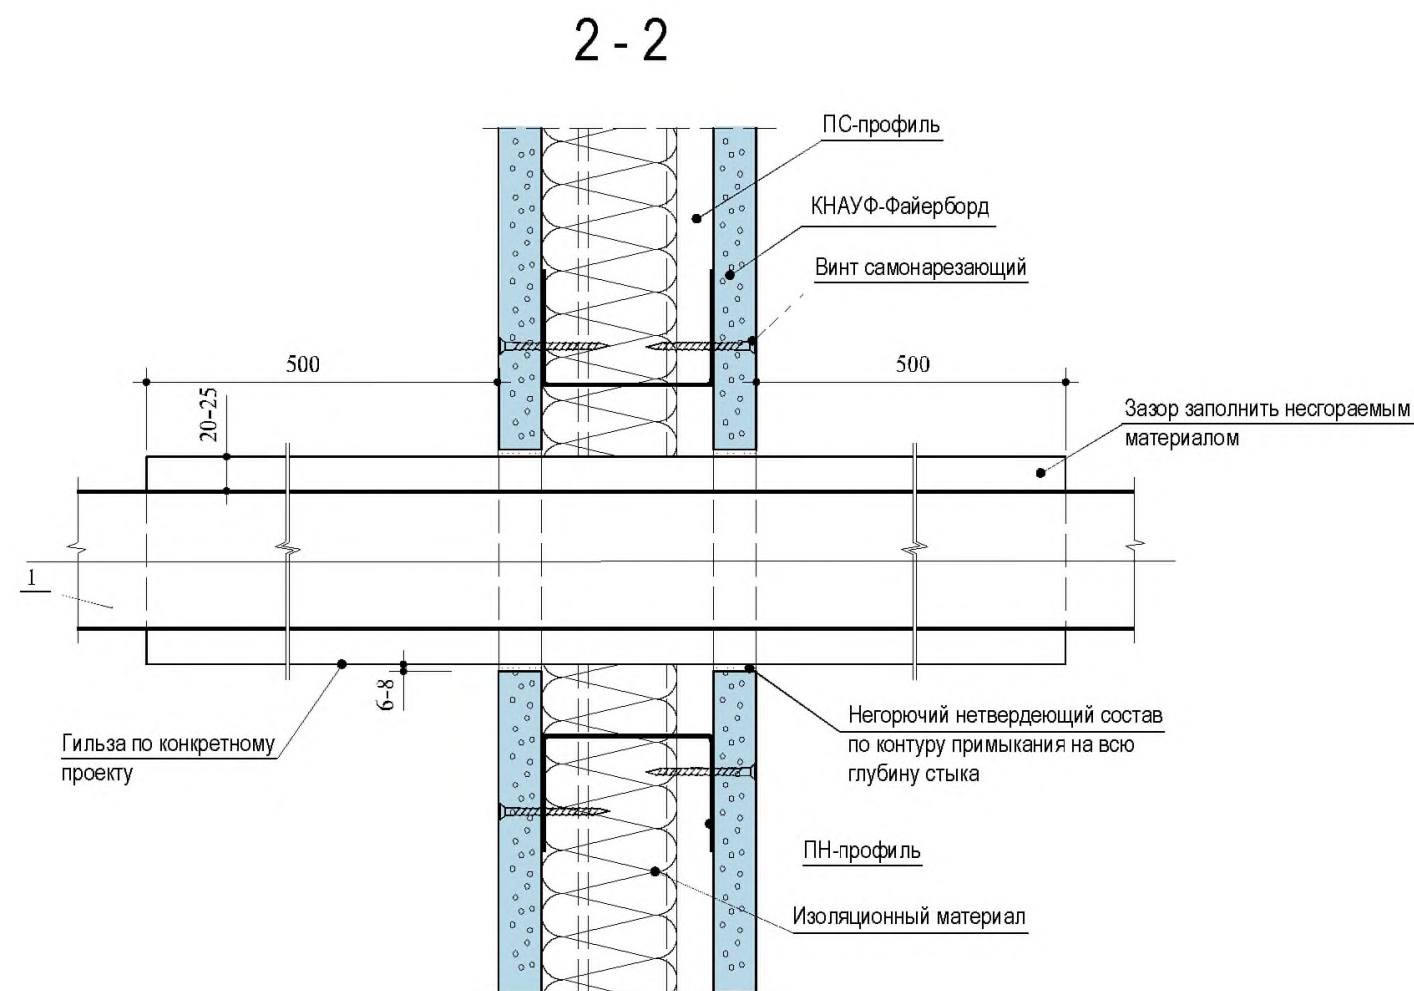 2 - 2
ПС-профиль
КНАУФ-Файерборд
Винт самонарезающий
500
500
20-25
Зазор заполнить несгораемым
материалом
1
6-8
Гильза по конкретному
проекту
Негорючий нетвердеющий состав
по контуру примыкания на всю
глубину стыка
ПН-профиль
Изоляционный материал